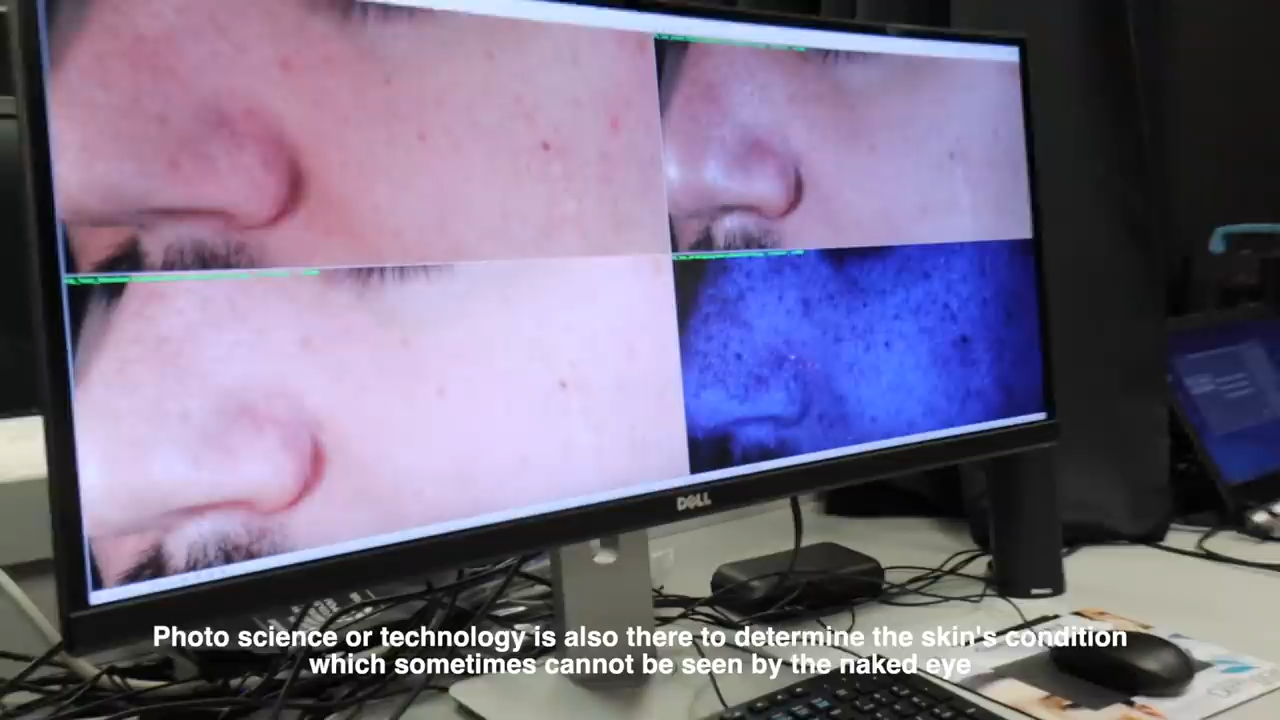 DELL
Photo science or technology is also there to determine the skin's condition
which sometimes cannot be seen by the naked eye